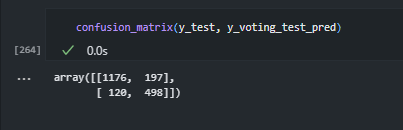 confusion_matrix(y_test, y_voting_test_pred)
[264] ✓ 0.0s
... array([[1176, 197],
[ 120, 498]])